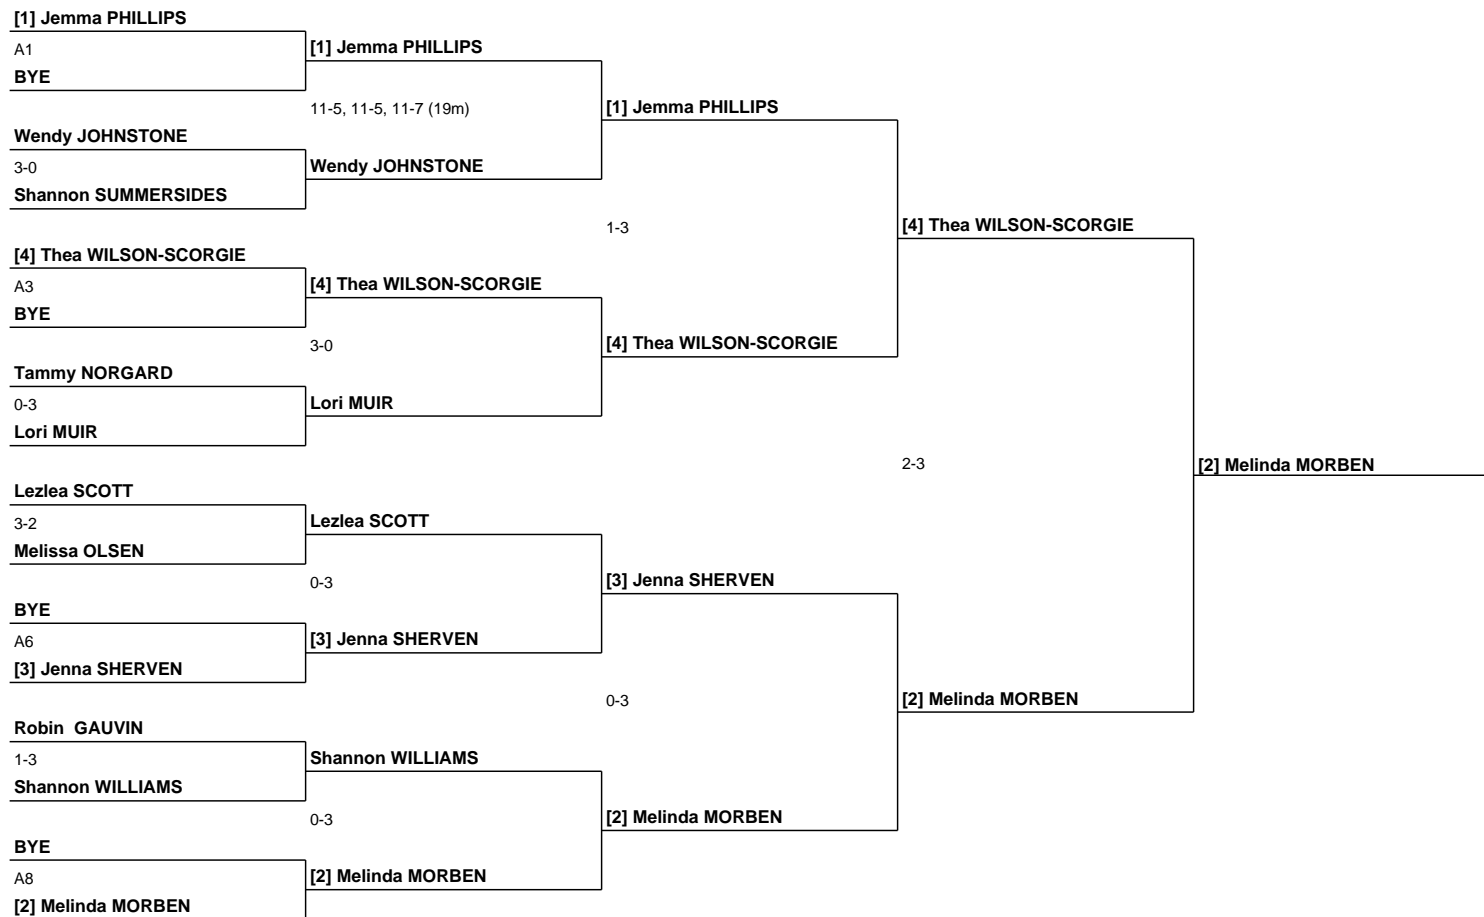 [1] Jemma PHILLIPS
A1
BYE
Wendy JOHNSTONE
3-0
Shannon SUMMERSIDES
[4] Thea WILSON-SCORGIE
A3
BYE
Tammy NORGARD
0-3
Lori MUIR
Lezlea SCOTT
3-2
Melissa OLSEN
BYE
A6
[3] Jenna SHERVEN
Robin  GAUVIN
1-3
Shannon WILLIAMS
BYE
A8
[2] Melinda MORBEN
[1] Jemma PHILLIPS
11-5, 11-5, 11-7 (19m)
Wendy JOHNSTONE
[4] Thea WILSON-SCORGIE
3-0
Lori MUIR
Lezlea SCOTT
0-3
[3] Jenna SHERVEN
Shannon WILLIAMS
0-3
[2] Melinda MORBEN
[1] Jemma PHILLIPS
1-3
[4] Thea WILSON-SCORGIE
[3] Jenna SHERVEN
0-3
[2] Melinda MORBEN
[4] Thea WILSON-SCORGIE
2-3
[2] Melinda MORBEN
[2] Melinda MORBEN